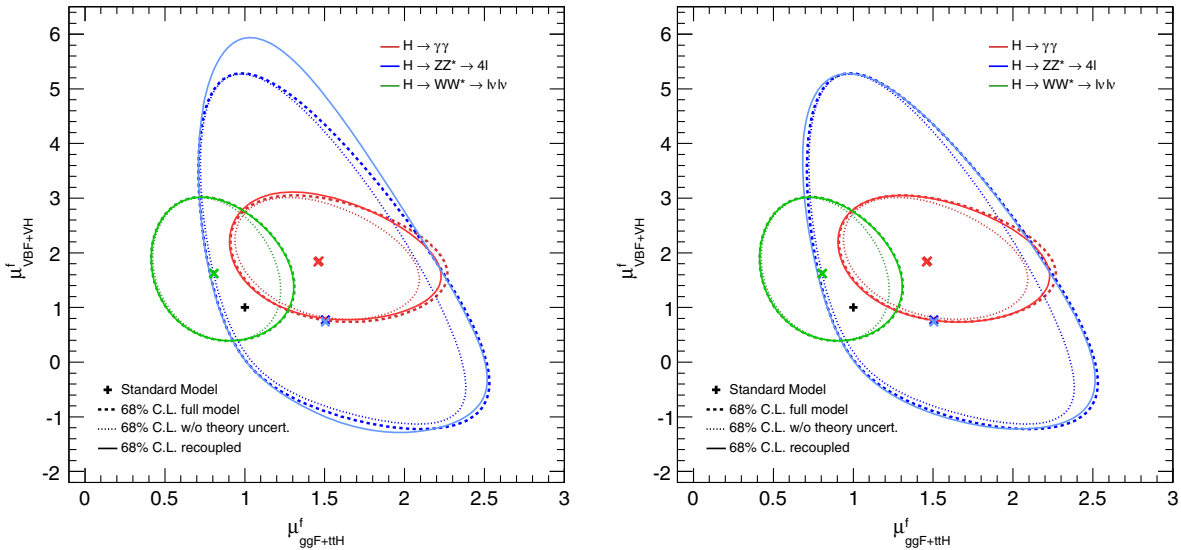 H → γγ
H → ZZ* → 4l
H → WW* → lνlν
μ^f_VBF+VH
6
5
4
3
2
1
0
-1
-2
Standard Model
68% C.L. full model
68% C.L. w/o theory uncert.
68% C.L. recoupled
0 0.5 1 1.5 2 2.5 3
μ^f_ggF+ttH
H → γγ
H → ZZ* → 4l
H → WW* → lνlν
μ^f_VBF+VH
6
5
4
3
2
1
0
-1
-2
Standard Model
68% C.L. full model
68% C.L. w/o theory uncert.
68% C.L. recoupled
0 0.5 1 1.5 2 2.5 3
μ^f_ggF+ttH